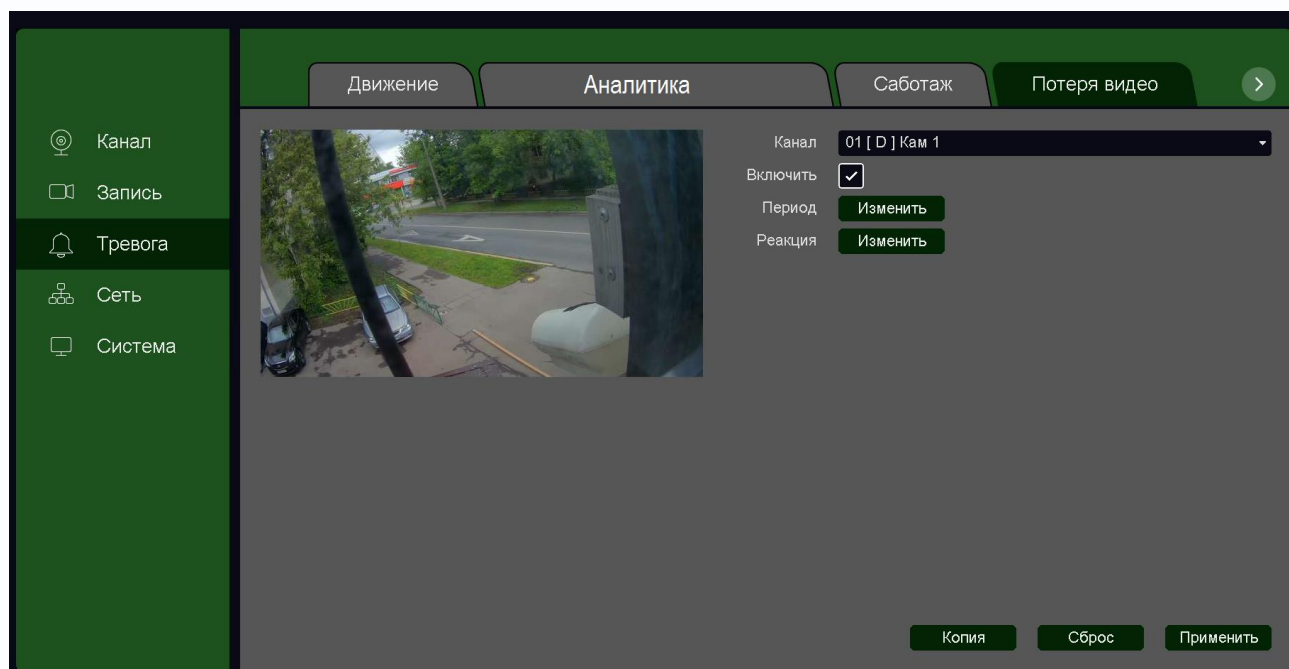 Движение
Аналитика
Саботаж
Потеря видео
Канал
Запись
Тревога
Сеть
Система
Канал 01 [ D ] Кам 1
Включить
Период Изменить
Реакция Изменить
Копия Сброс Применить